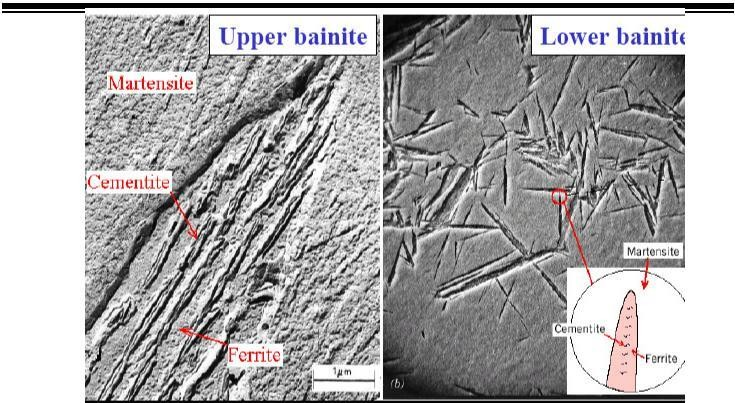 Upper bainite
Martensite
Cementite
Ferrite
1μm
Lower bainite
(b)
Martensite
Cementite
Ferrite